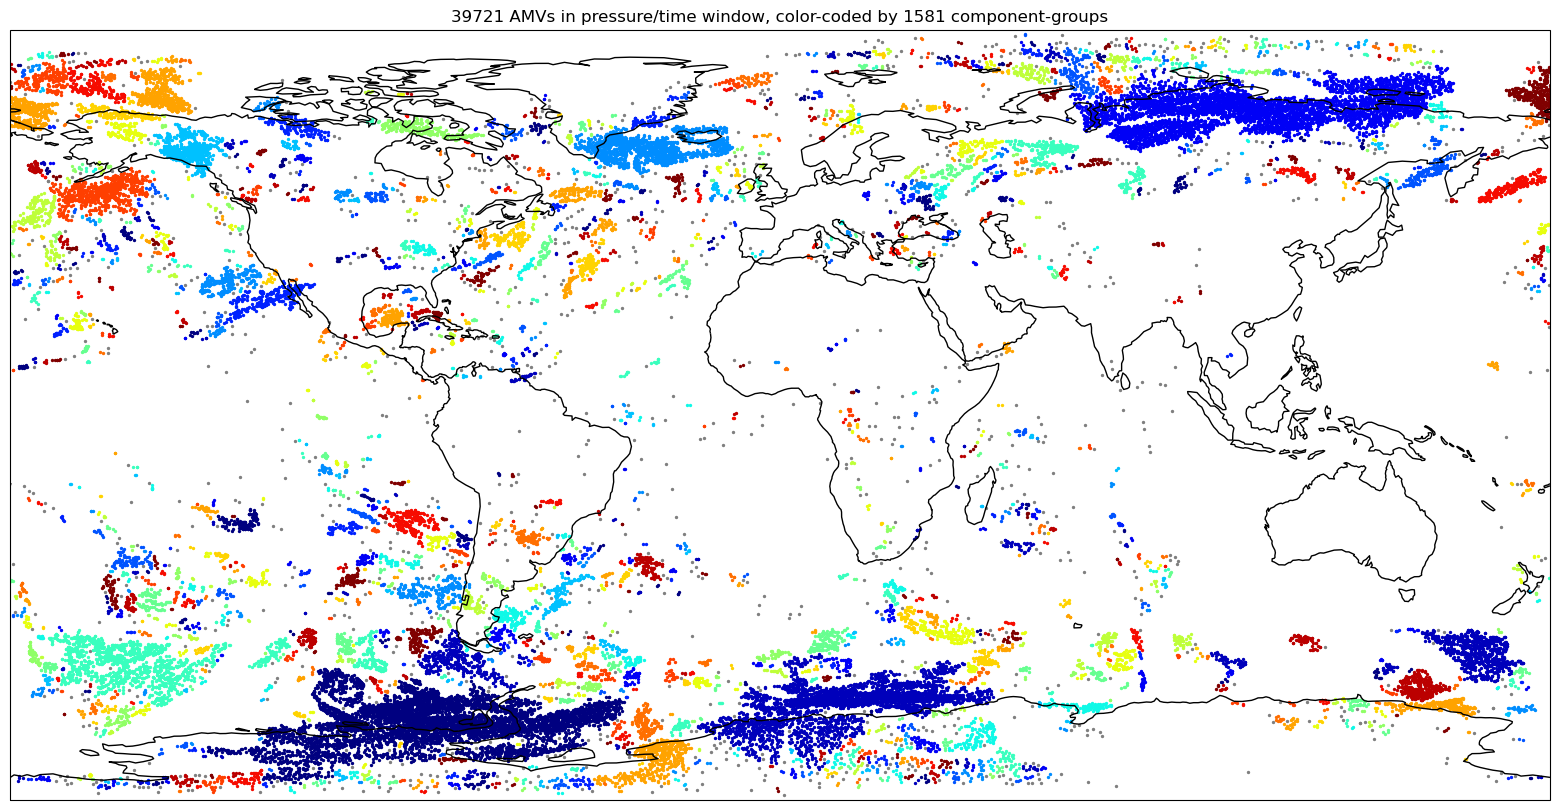 39721 AMVs in pressure/time window, color-coded by 1581 component-groups